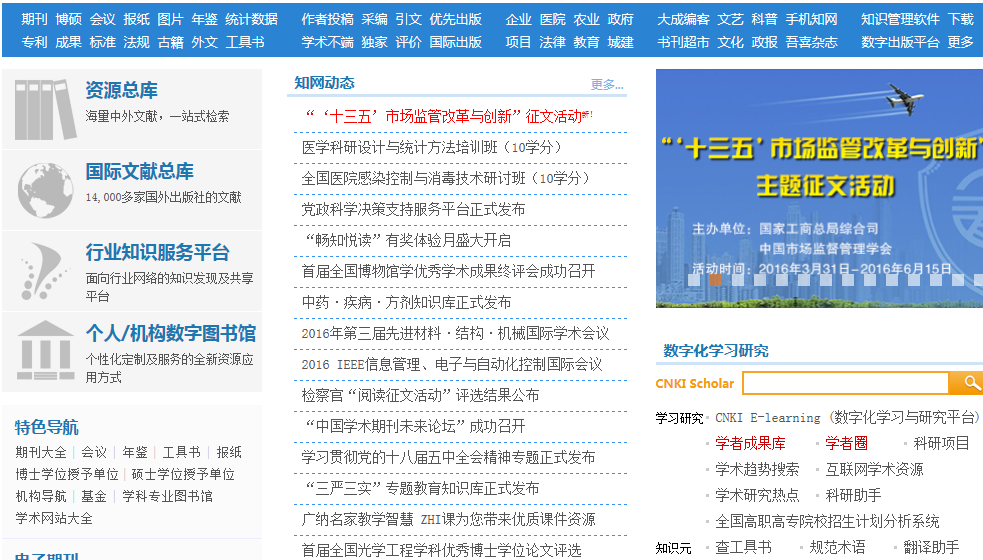 期刊 博硕 会议 报纸 图片 年鉴 统计数据 作者投稿 采编 引文 优先出版 企业 医院 农业 政府 大成编客 文艺 科普 手机知网 知识管理软件 下载
专利 成果 标准 法规 古籍 外文 工具书 学术不端 独家 评价 国际出版 项目 法律 教育 城建 书刊超市 文化 政报 吾喜杂志 数字出版平台 更多
资源总库
海量中外文献，一站式检索
国际文献总库
14,000多家国外出版社的文献
行业知识服务平台
面向行业网络的知识发现及共享
平台
个人/机构数字图书馆
个性化定制及服务的全新资源应
用方式
特色导航
期刊大全 | 会议 | 年鉴 | 工具书 | 报纸
博士学位授予单位 | 硕士学位授予单位
机构导航 | 基金 | 学科专业图书馆
学术网站大全
知网动态
更多...
“‘十三五’市场监管改革与创新”征文活动
医学科研设计与统计方法培训班（10学分）
全国医院感染控制与消毒技术研讨班（10学分）
党政科学决策支持服务平台正式发布
“畅知悦读”有奖体验月盛大开启
首届全国博物馆学优秀学术成果终评会成功召开
中药·疾病·方剂知识库正式发布
2016年第三届先进材料·结构·机械国际学术会议
2016 IEEE信息管理、电子与自动化控制国际会议
检察官“阅读征文活动”评选结果公布
“中国学术期刊未来论坛”成功召开
学习贯彻党的十八届五中全会精神专题正式发布
“三严三实”专题教育知识库正式发布
广纳名家教学智慧 ZHI课为您带来优质课件资源
首届全国光学工程学科优秀博士学位论文评选
“‘十三五’市场监管改革与创新”
主题征文活动
主办单位：国家工商总局综合司
中国市场监督管理学会
活动时间：2016年3月31日-2016年6月15日
数字化学习研究
CNKI Scholar
学习研究 CNKI E-learning (数字化学习与研究平台)
学者成果库 学者圈 科研项目
学术趋势搜索 互联网学术资源
学术研究热点 科研助手
全国高职高专院校招生计划分析系统
知识元 查工具书 规范术语 翻译助手